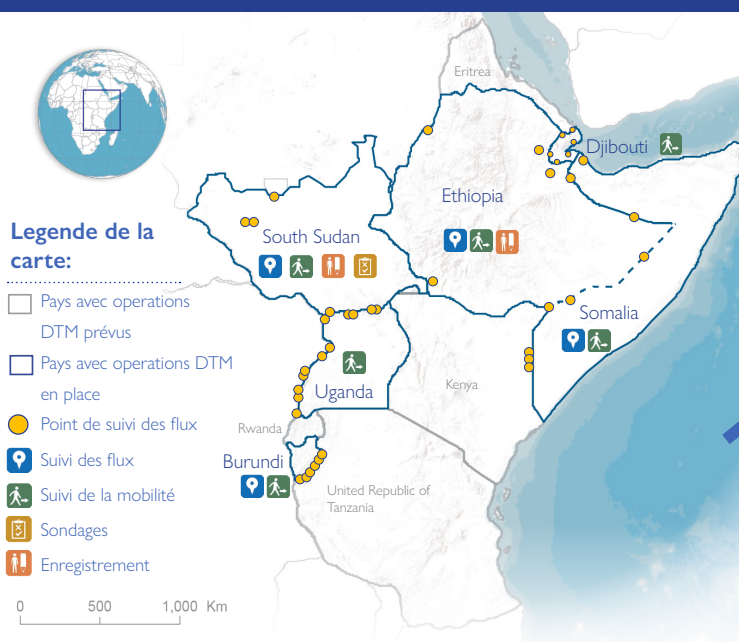 Eritrea
Djibouti
Ethiopia
South Sudan
Somalia
Uganda
Kenya
Rwanda
Burundi
United Republic of
Tanzania
Legende de la
carte:
Pays avec operations
DTM prévus
Pays avec operations DTM
en place
Point de suivi des flux
Suivi des flux
Suivi de la mobilité
Sondages
Enregistrement
0 500 1,000 Km